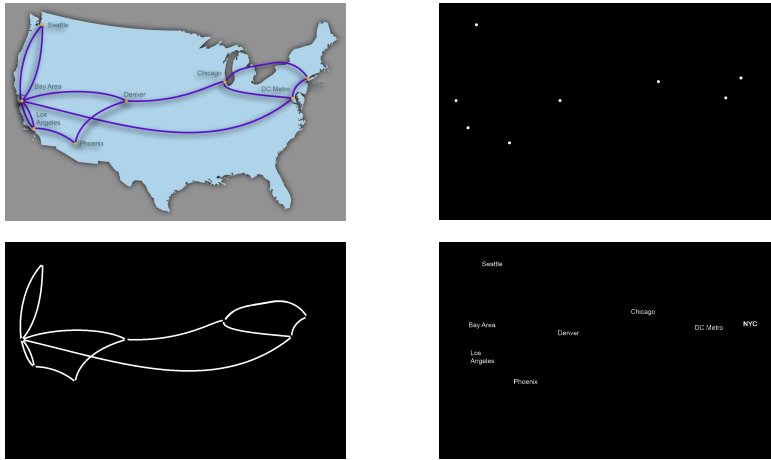 Seattle
Chicago
Bay Area
Denver
DC Metro
NYC
Los
Angeles
Phoenix
Seattle
Chicago
Bay Area
DC Metro
NYC
Denver
Los
Angeles
Phoenix